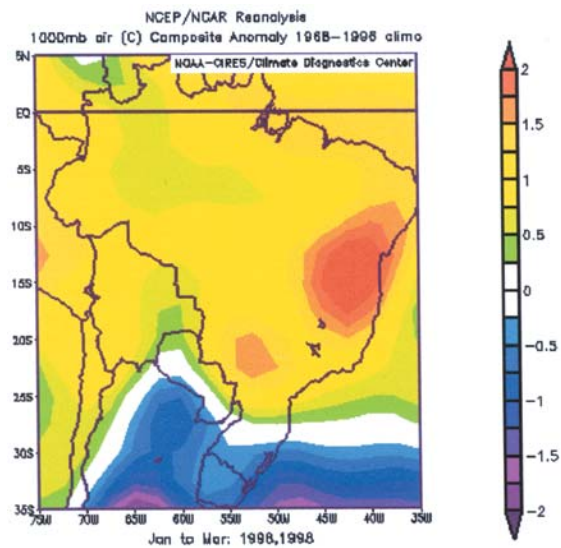 NCEP/NCAR Reanalysis
1000mb air (C) Composite Anomaly 1968-1996 climo
NOAA-CIRES/Climate Diagnostics Center
5N
EQ
5S
10S
15S
20S
25S
30S
35S
75W 70W 65W 60W 55W 50W 45W 40W 35W
Jan to Mar: 1998,1998
2
1.5
1
0.5
0
-0.5
-1
-1.5
-2